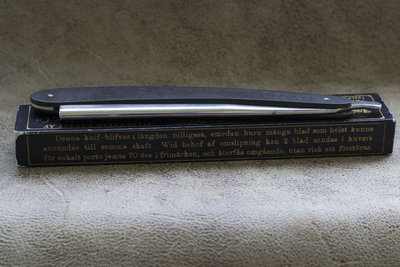 Denna knif blifver i längden billigast, emedan huru många blad som helst kunna
användas till samma skaft. Wid behof af omslipning kan 2 blad sändas i kuvert
för enkelt porto jemte 70 öre i frimärken, och återfås omgående, utan risk att förstöras.